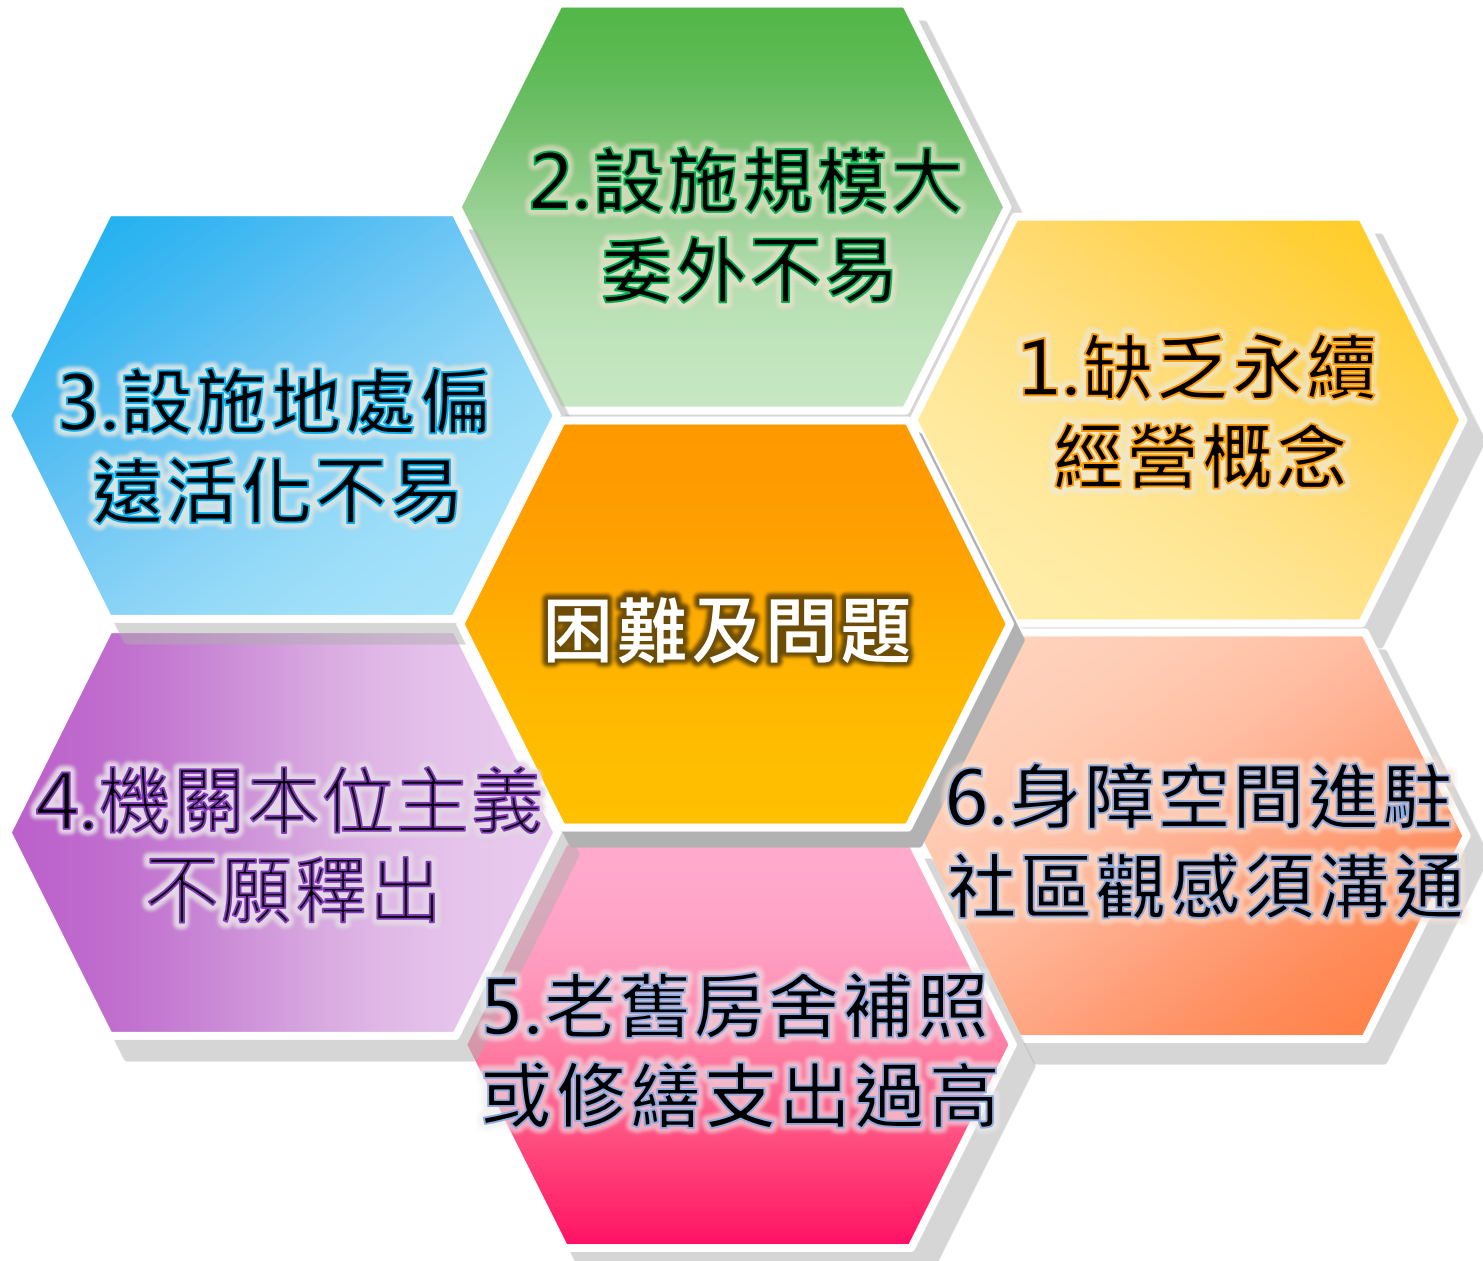 困難及問題
1.缺乏永續
經營概念
2.設施規模大
委外不易
3.設施地處偏
遠活化不易
4.機關本位主義
不願釋出
5.老舊房舍補照
或修繕支出過高
6.身障空間進駐
社區觀感須溝通